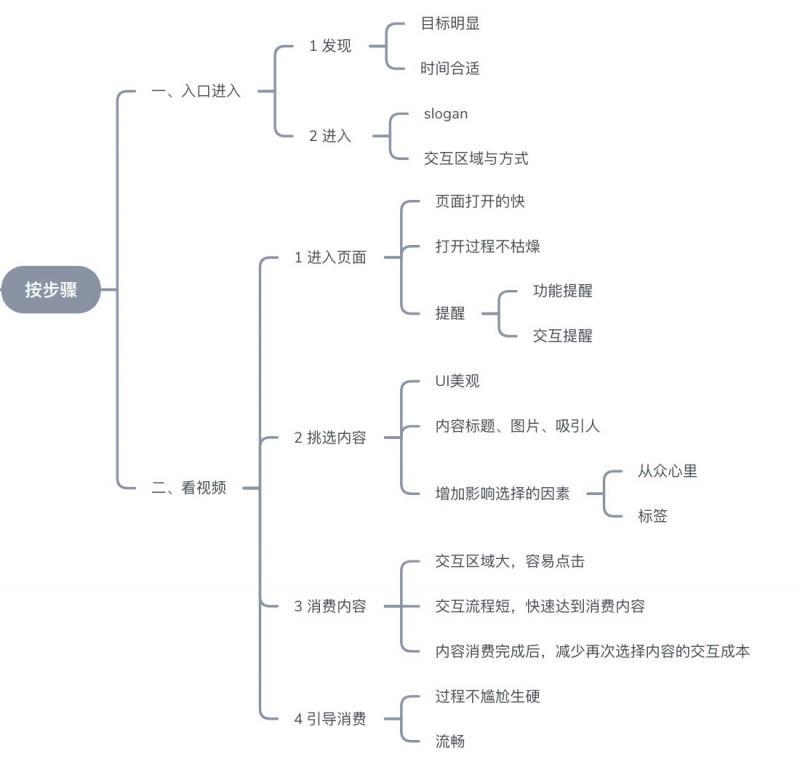 按步骤
一、入口进入
1 发现
目标明显
时间合适
2 进入
slogan
交互区域与方式
二、看视频
1 进入页面
页面打开的快
打开过程不枯燥
提醒
功能提醒
交互提醒
2 挑选内容
UI美观
内容标题、图片、吸引人
增加影响选择的因素
从众心里
标签
3 消费内容
交互区域大，容易点击
交互流程短，快速达到消费内容
内容消费完成后，减少再次选择内容的交互成本
4 引导消费
过程不尴尬生硬
流畅